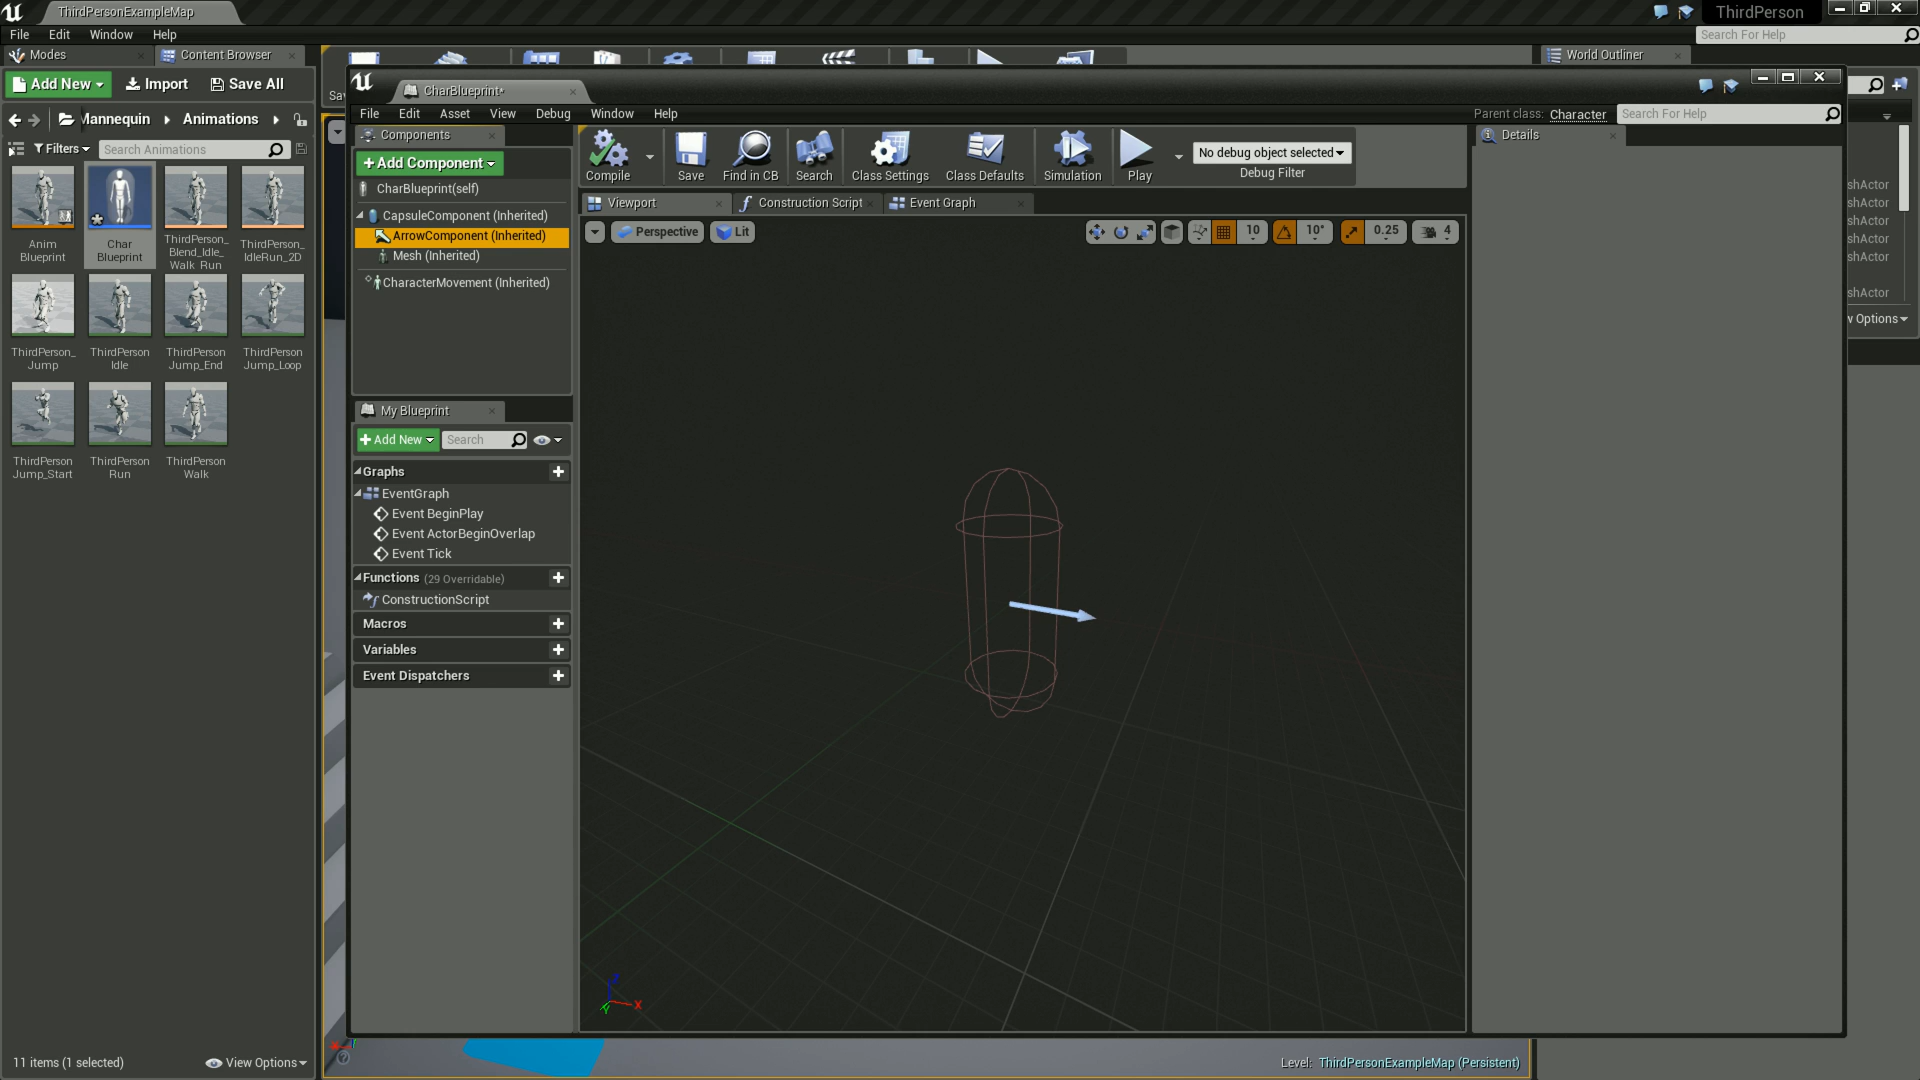 ThirdPersonExampleMap
ThirdPerson
File Edit Window Help
Search For Help
Modes
Content Browser
World Outliner
Add New
Import
Save All
Mannequin
Animations
Filters
Search Animations
Anim Blueprint
Char Blueprint
ThirdPerson_Blend_Idle_Walk_Run
ThirdPerson_IdleRun_2D
ThirdPerson_Jump
ThirdPerson Idle
ThirdPerson Jump_End
ThirdPerson Jump_Loop
ThirdPerson Jump_Start
ThirdPerson Run
ThirdPerson Walk
11 items (1 selected)
View Options
CharBlueprint*
File Edit Asset View Debug Window Help
Parent class: Character
Search For Help
Components
+Add Component
CharBlueprint(self)
CapsuleComponent (Inherited)
ArrowComponent (Inherited)
Mesh (Inherited)
CharacterMovement (Inherited)
My Blueprint
+Add New
Search
Graphs
EventGraph
Event BeginPlay
Event ActorBeginOverlap
Event Tick
Functions (29 Overridable)
ConstructionScript
Macros
Variables
Event Dispatchers
Compile
Save
Find in CB
Search
Class Settings
Class Defaults
Simulation
Play
No debug object selected
Debug Filter
Viewport
Construction Script
Event Graph
Perspective
Lit
10
10°
0.25
4
Z
X
Y
Details
shActor
shActor
shActor
shActor
shActor
shActor
w Options
Sav
Level: ThirdPersonExampleMap (Persistent)